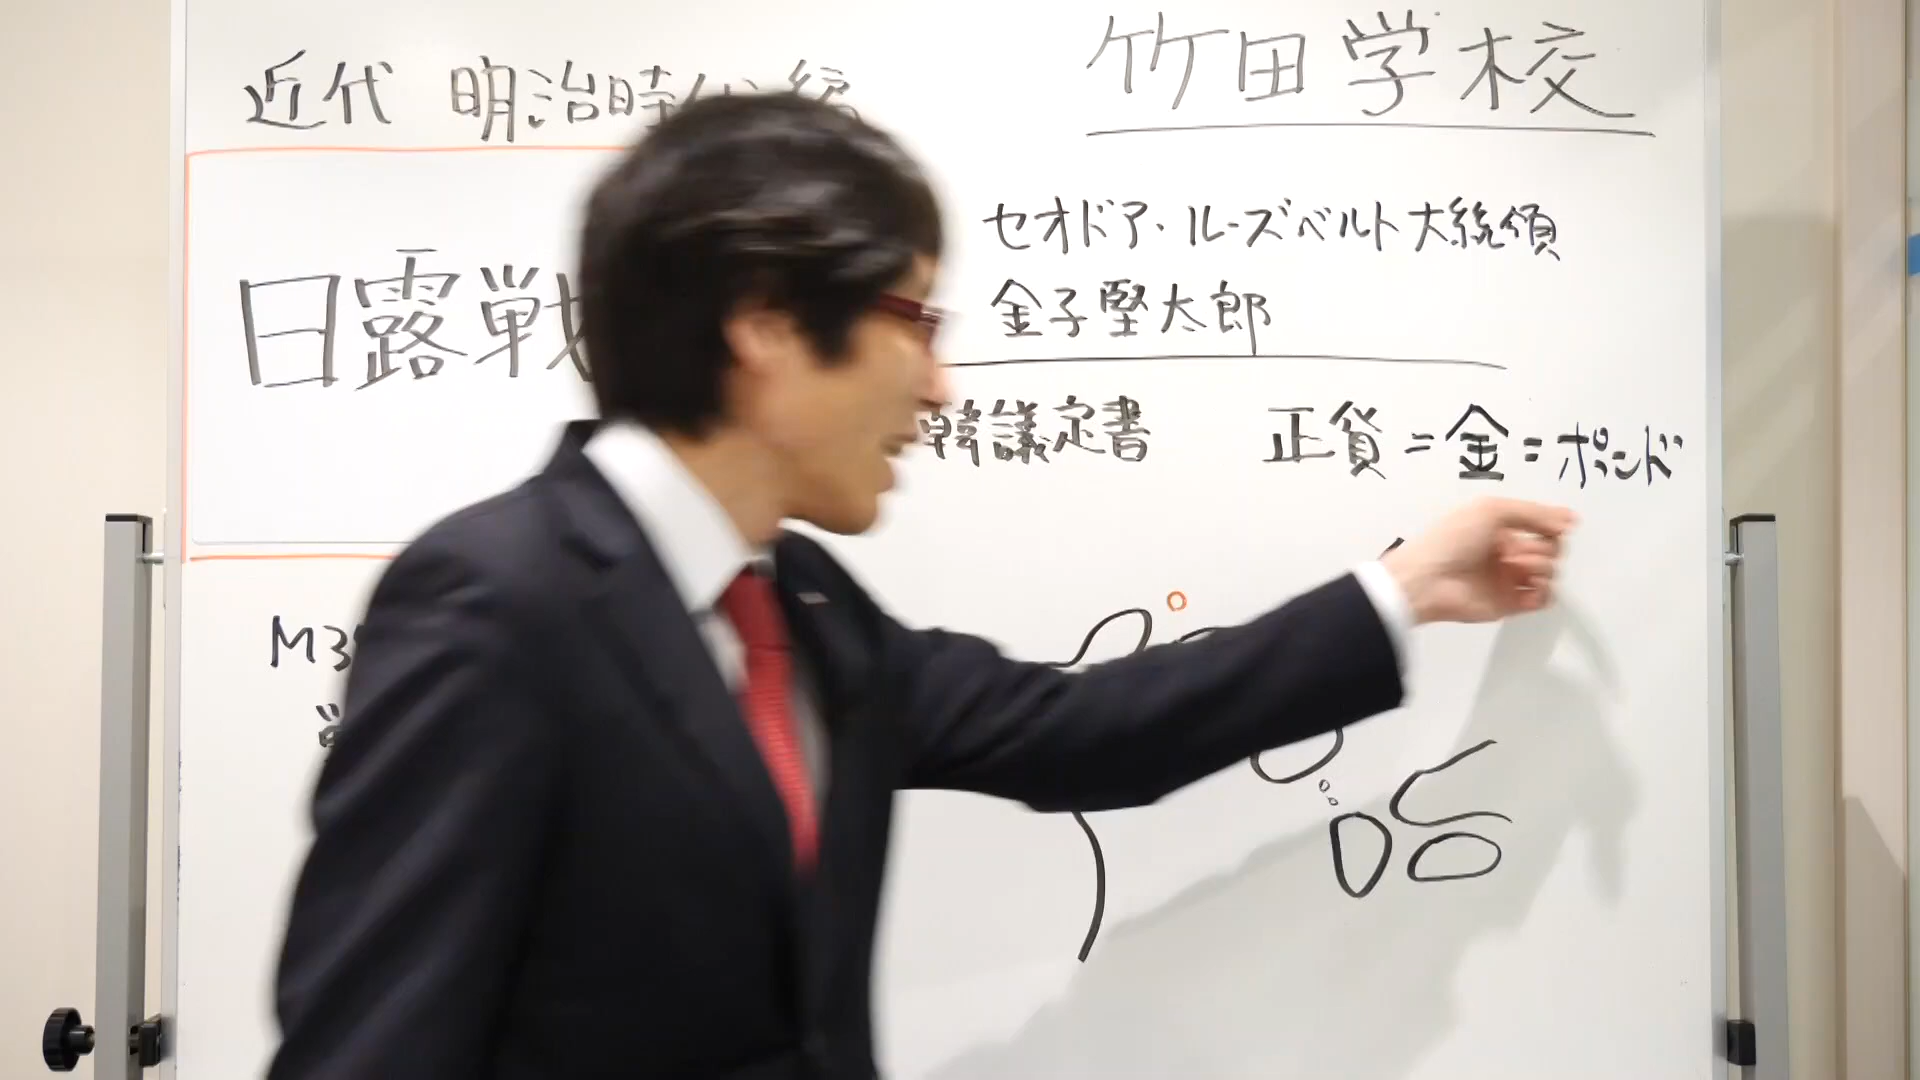 竹田学校
近代 明治時代編
日露戦
セオドア・ルーズベルト大統領
金子堅太郎
韓議定書
正貨=金=ポンド
M3